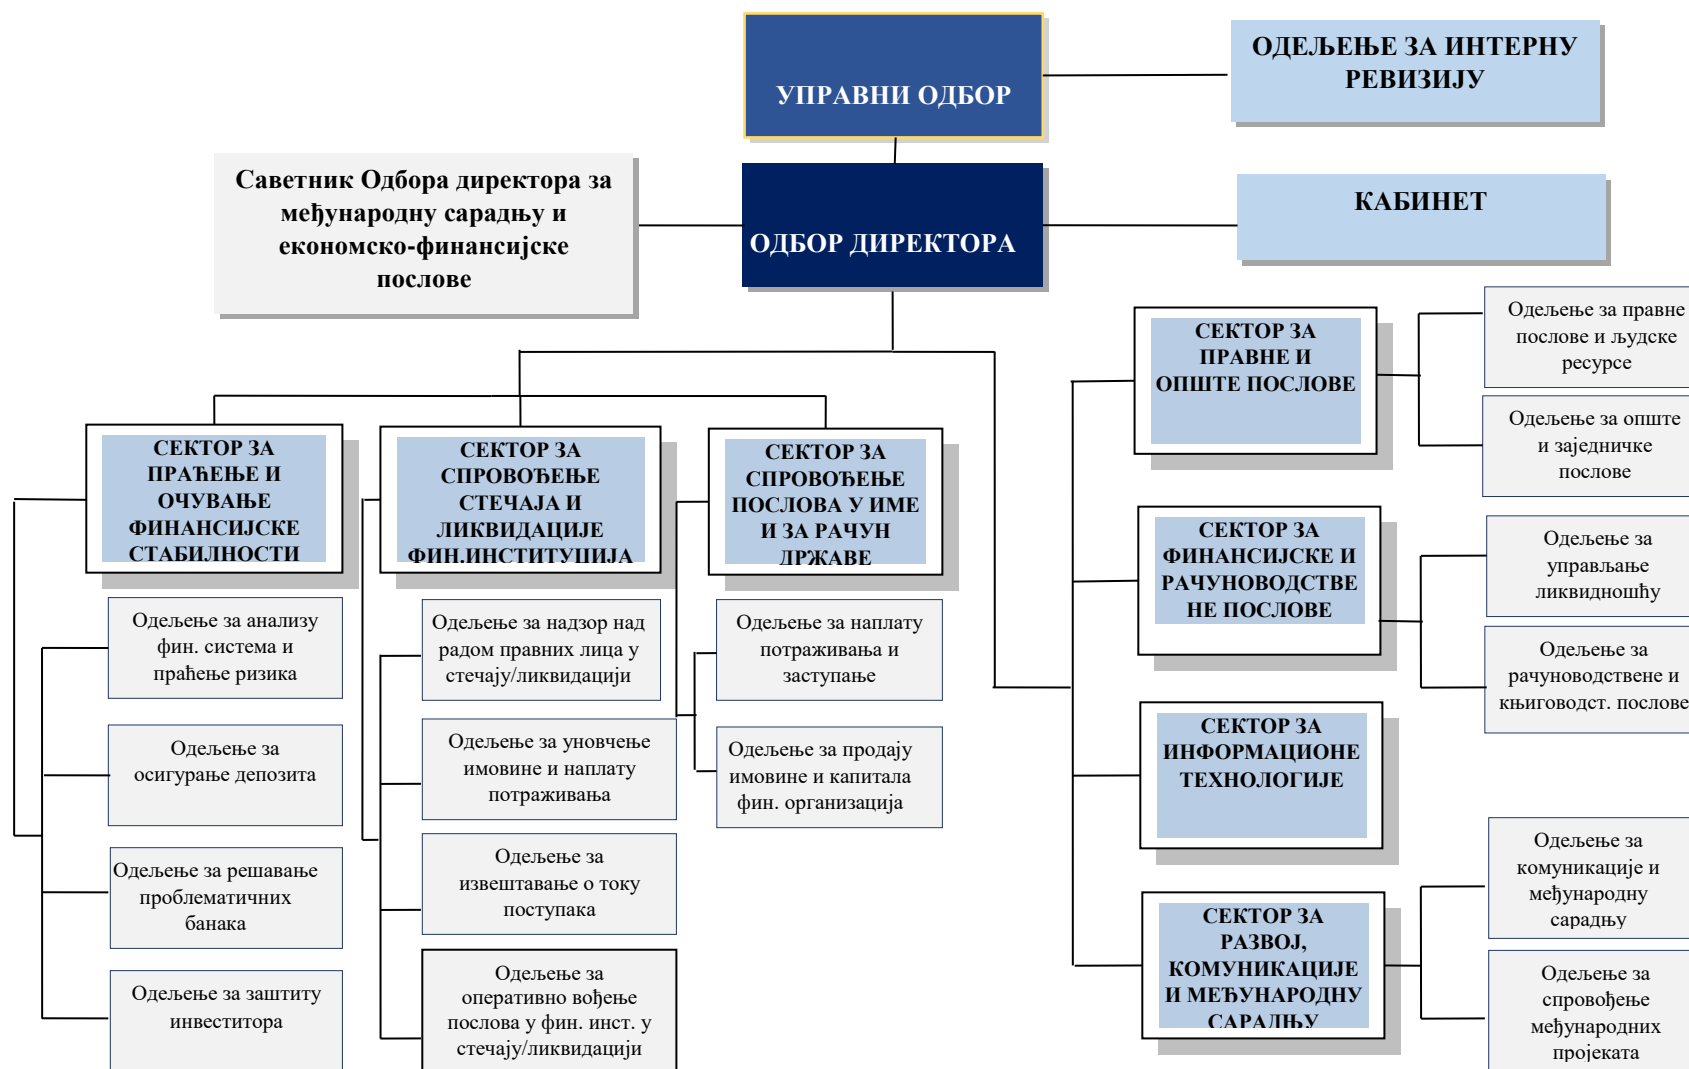 УПРАВНИ ОДБОР
ОДЕЉЕЊЕ ЗА ИНТЕРНУ
РЕВИЗИЈУ
Саветник Одбора директора за
међународну сарадњу и
економско-финансијске
послове
ОДБОР ДИРЕКТОРА
КАБИНЕТ
СЕКТОР ЗА
ПРАЋЕЊЕ И
ОЧУВАЊЕ
ФИНАНСИЈСКЕ
СТАБИЛНОСТИ
Одељење за анализу
фин. система и
праћење ризика
Одељење за
осигурање депозита
Одељење за решавање
проблематичних
банака
Одељење за заштиту
инвеститора
СЕКТОР ЗА
СПРОВОЂЕЊЕ
СТЕЧАЈА И
ЛИКВИДАЦИЈЕ
ФИН.ИНСТИТУЦИЈА
Одељење за надзор над
радом правних лица у
стечају/ликвидацији
Одељење за уновчење
имовине и наплату
потраживања
Одељење за
извештавање о току
поступака
Одељење за
оперативно вођење
послова у фин. инст. у
стечају/ликвидацији
СЕКТОР ЗА
СПРОВОЂЕЊЕ
ПОСЛОВА У ИМЕ
И ЗА РАЧУН
ДРЖАВЕ
Одељење за наплату
потраживања и
заступање
Одељење за продају
имовине и капитала
фин. организација
СЕКТОР ЗА
ПРАВНЕ И
ОПШТЕ ПОСЛОВЕ
Одељење за правне
послове и људске
ресурсе
Одељење за опште
и заједничке
послове
СЕКТОР ЗА
ФИНАНСИЈСКЕ И
РАЧУНОВОДСТВЕ
НЕ ПОСЛОВЕ
Одељење за
управљање
ликвидношћу
Одељење за
рачуноводствене и
књиговодст. послове
СЕКТОР ЗА
ИНФОРМАЦИОНЕ
ТЕХНОЛОГИЈЕ
СЕКТОР ЗА
РАЗВОЈ,
КОМУНИКАЦИЈЕ
И МЕЂУНАРОДНУ
САРАДЊУ
Одељење за
комуникације и
међународну
сарадњу
Одељење за
спровођење
међународних
пројеката